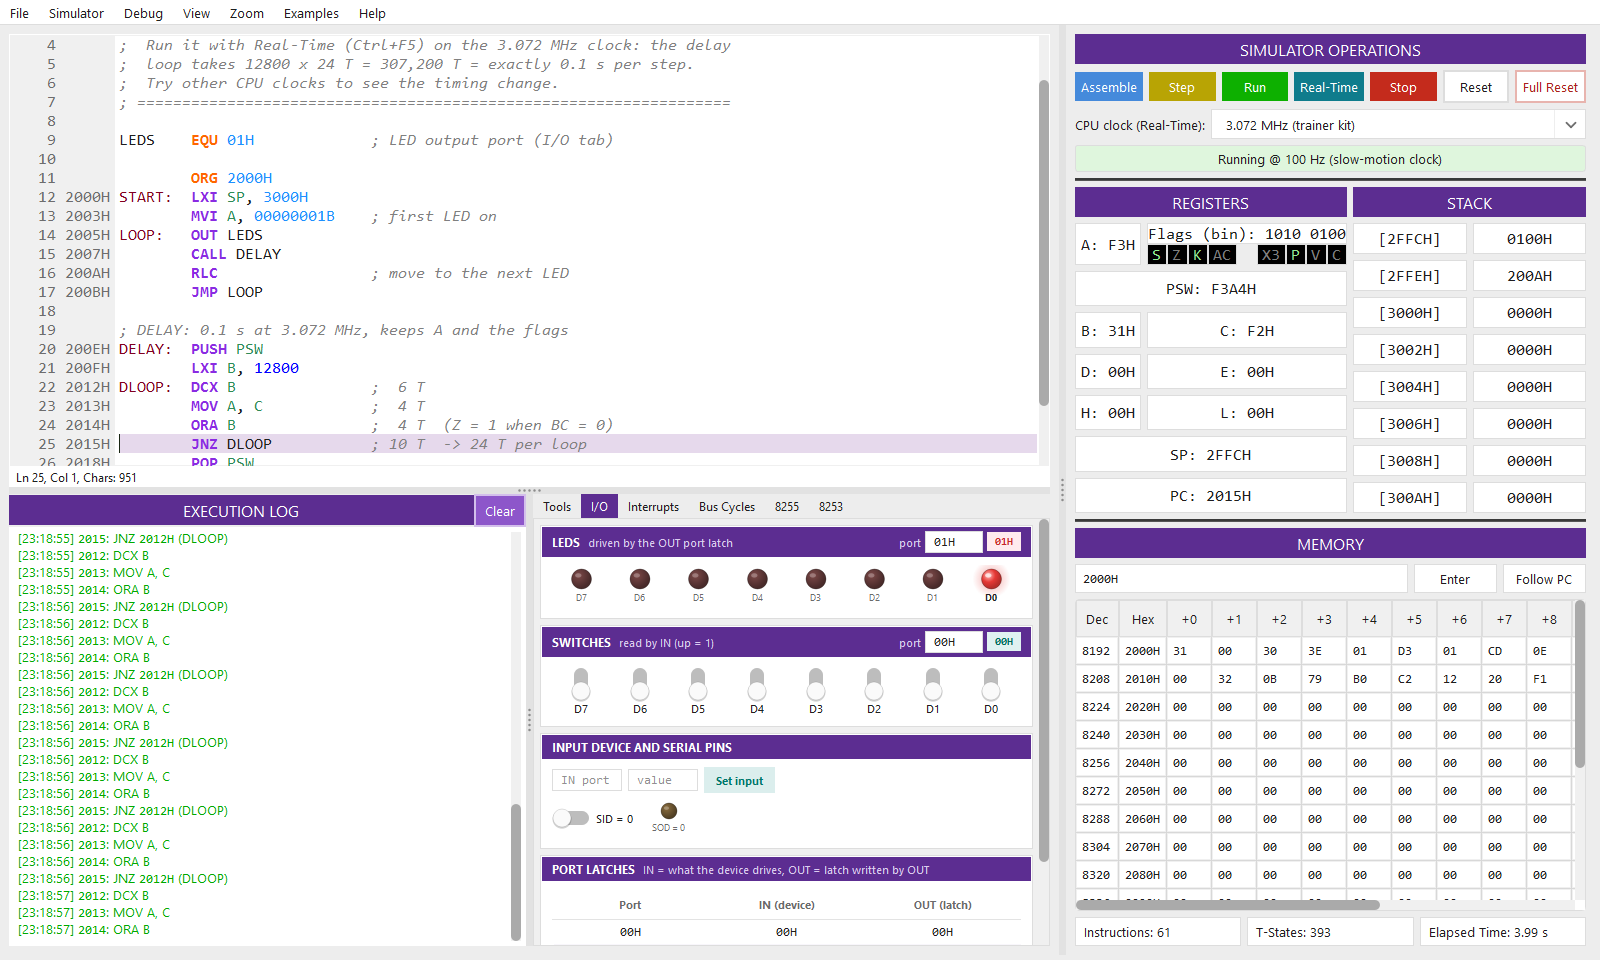 File Simulator Debug View Zoom Examples Help
4 ;  Run it with Real-Time (Ctrl+F5) on the 3.072 MHz clock: the delay
5 ;  loop takes 12800 x 24 T = 307,200 T = exactly 0.1 s per step.
6 ;  Try other CPU clocks to see the timing change.
7 ; ==================================================================
8
9 LEDS EQU 01H ; LED output port (I/O tab)
10
11 ORG 2000H
12 2000H START: LXI SP, 3000H
13 2003H MVI A, 00000001B ; first LED on
14 2005H LOOP: OUT LEDS
15 2007H CALL DELAY
16 200AH RLC ; move to the next LED
17 200BH JMP LOOP
18
19 ; DELAY: 0.1 s at 3.072 MHz, keeps A and the flags
20 200EH DELAY: PUSH PSW
21 200FH LXI B, 12800
22 2012H DLOOP: DCX B ;  6 T
23 2013H MOV A, C ;  4 T
24 2014H ORA B ;  4 T  (Z = 1 when BC = 0)
25 2015H JNZ DLOOP ; 10 T  -> 24 T per loop
26 2018H POP PSW
Ln 25, Col 1, Chars: 951
EXECUTION LOG Clear
[23:18:55] 2015: JNZ 2012H (DLOOP)
[23:18:55] 2012: DCX B
[23:18:55] 2013: MOV A, C
[23:18:55] 2014: ORA B
[23:18:56] 2015: JNZ 2012H (DLOOP)
[23:18:56] 2012: DCX B
[23:18:56] 2013: MOV A, C
[23:18:56] 2014: ORA B
[23:18:56] 2015: JNZ 2012H (DLOOP)
[23:18:56] 2012: DCX B
[23:18:56] 2013: MOV A, C
[23:18:56] 2014: ORA B
[23:18:56] 2015: JNZ 2012H (DLOOP)
[23:18:56] 2012: DCX B
[23:18:56] 2013: MOV A, C
[23:18:56] 2014: ORA B
[23:18:56] 2015: JNZ 2012H (DLOOP)
[23:18:56] 2012: DCX B
[23:18:56] 2013: MOV A, C
[23:18:56] 2014: ORA B
[23:18:56] 2015: JNZ 2012H (DLOOP)
[23:18:57] 2012: DCX B
[23:18:57] 2013: MOV A, C
[23:18:57] 2014: ORA B
Tools I/O Interrupts Bus Cycles 8255 8253
LEDS driven by the OUT port latch port 01H 01H
D7 D6 D5 D4 D3 D2 D1 D0
SWITCHES read by IN (up = 1) port 00H 00H
D7 D6 D5 D4 D3 D2 D1 D0
INPUT DEVICE AND SERIAL PINS
IN port value Set input
SID = 0 SOD = 0
PORT LATCHES IN = what the device drives, OUT = latch written by OUT
Port IN (device) OUT (latch)
00H 00H 00H
SIMULATOR OPERATIONS
Assemble Step Run Real-Time Stop Reset Full Reset
CPU clock (Real-Time): 3.072 MHz (trainer kit)
Running @ 100 Hz (slow-motion clock)
REGISTERS
A: F3H Flags (bin): 1010 0100
S Z K AC X3 P V C
PSW: F3A4H
B: 31H C: F2H
D: 00H E: 00H
H: 00H L: 00H
SP: 2FFCH
PC: 2015H
STACK
[2FFCH] 0100H
[2FFEH] 200AH
[3000H] 0000H
[3002H] 0000H
[3004H] 0000H
[3006H] 0000H
[3008H] 0000H
[300AH] 0000H
MEMORY
2000H Enter Follow PC
Dec Hex +0 +1 +2 +3 +4 +5 +6 +7 +8
8192 2000H 31 00 30 3E 01 D3 01 CD 0E
8208 2010H 00 32 0B 79 B0 C2 12 20 F1
8224 2020H 00 00 00 00 00 00 00 00 00
8240 2030H 00 00 00 00 00 00 00 00 00
8256 2040H 00 00 00 00 00 00 00 00 00
8272 2050H 00 00 00 00 00 00 00 00 00
8288 2060H 00 00 00 00 00 00 00 00 00
8304 2070H 00 00 00 00 00 00 00 00 00
8320 2080H 00 00 00 00 00 00 00 00 00
Instructions: 61 T-States: 393 Elapsed Time: 3.99 s